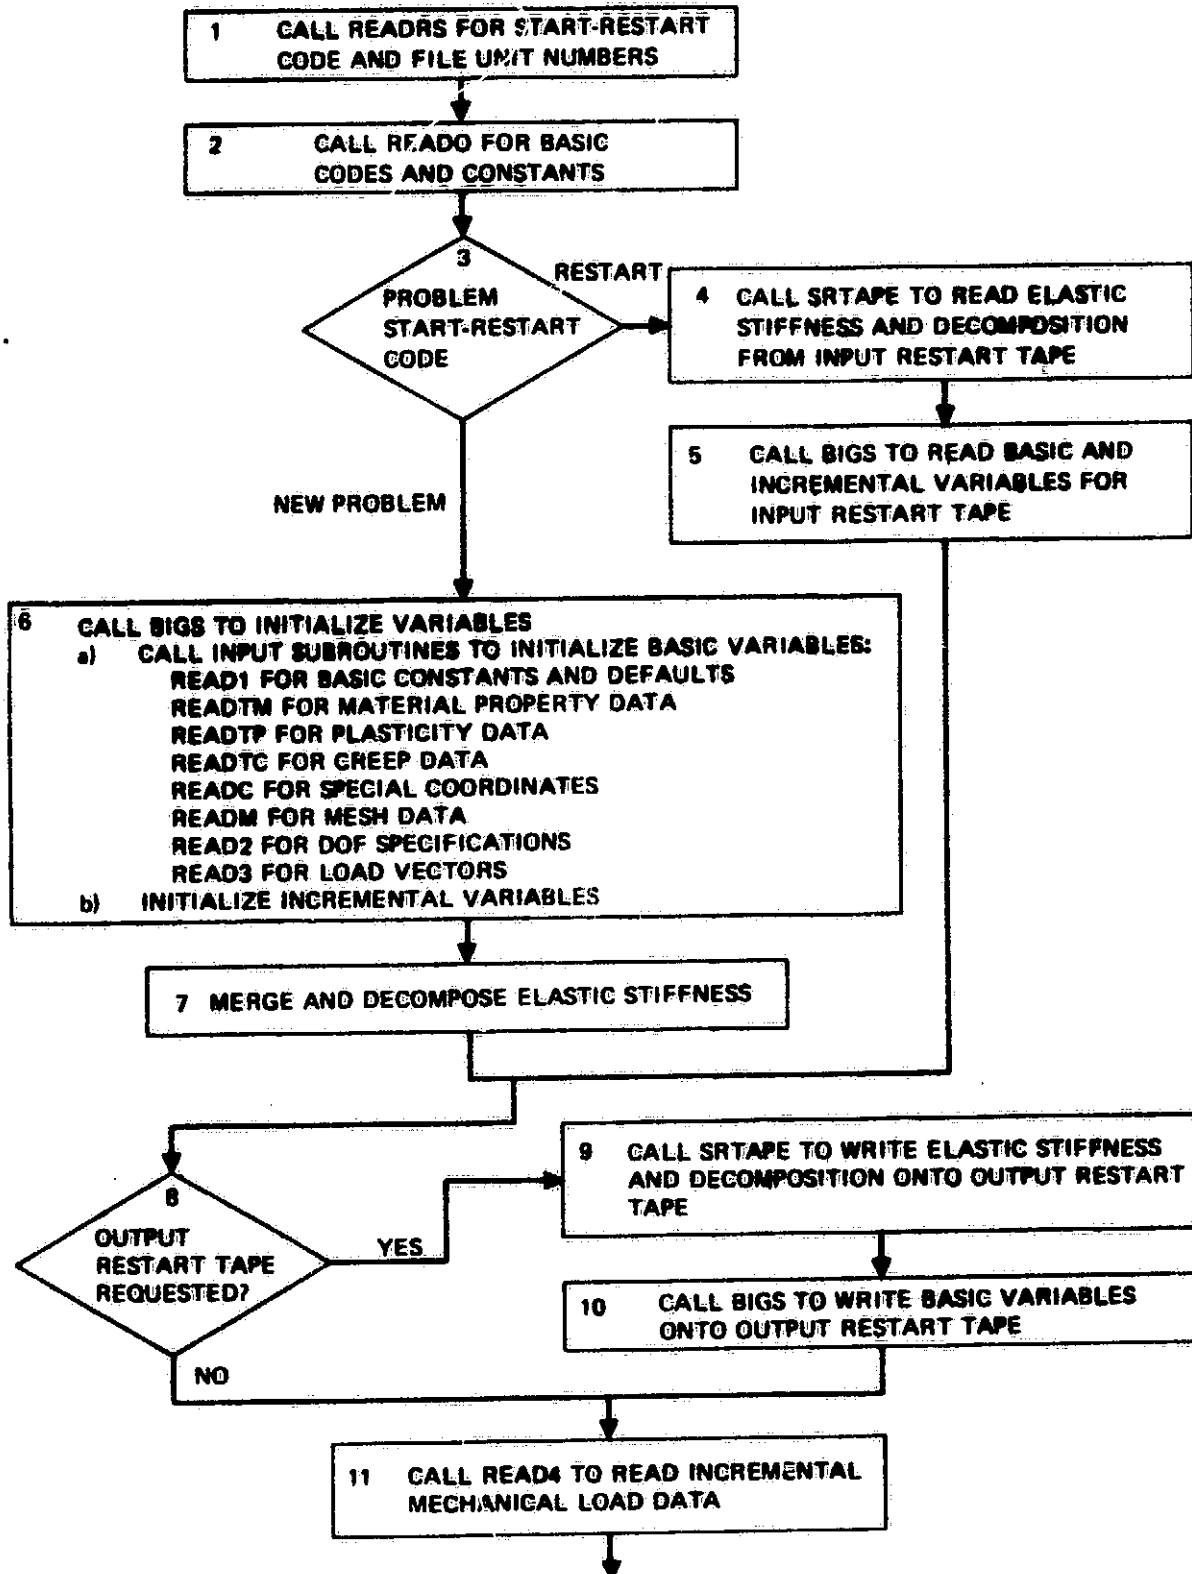 1 CALL READRS FOR START-RESTART
CODE AND FILE UNIT NUMBERS
2 CALL READO FOR BASIC
CODES AND CONSTANTS
3
PROBLEM
START-RESTART
CODE
RESTART
4 CALL SRTAPE TO READ ELASTIC
STIFFNESS AND DECOMPOSITION
FROM INPUT RESTART TAPE
5 CALL BIGS TO READ BASIC AND
INCREMENTAL VARIABLES FOR
INPUT RESTART TAPE
NEW PROBLEM
6 CALL BIGS TO INITIALIZE VARIABLES
a) CALL INPUT SUBROUTINES TO INITIALIZE BASIC VARIABLES:
READ1 FOR BASIC CONSTANTS AND DEFAULTS
READTM FOR MATERIAL PROPERTY DATA
READTP FOR PLASTICITY DATA
READTC FOR CREEP DATA
READC FOR SPECIAL COORDINATES
READM FOR MESH DATA
READ2 FOR DOF SPECIFICATIONS
READ3 FOR LOAD VECTORS
b) INITIALIZE INCREMENTAL VARIABLES
7 MERGE AND DECOMPOSE ELASTIC STIFFNESS
8
OUTPUT
RESTART TAPE
REQUESTED?
YES
9 CALL SRTAPE TO WRITE ELASTIC STIFFNESS
AND DECOMPOSITION ONTO OUTPUT RESTART
TAPE
10 CALL BIGS TO WRITE BASIC VARIABLES
ONTO OUTPUT RESTART TAPE
NO
11 CALL READ4 TO READ INCREMENTAL
MECHANICAL LOAD DATA